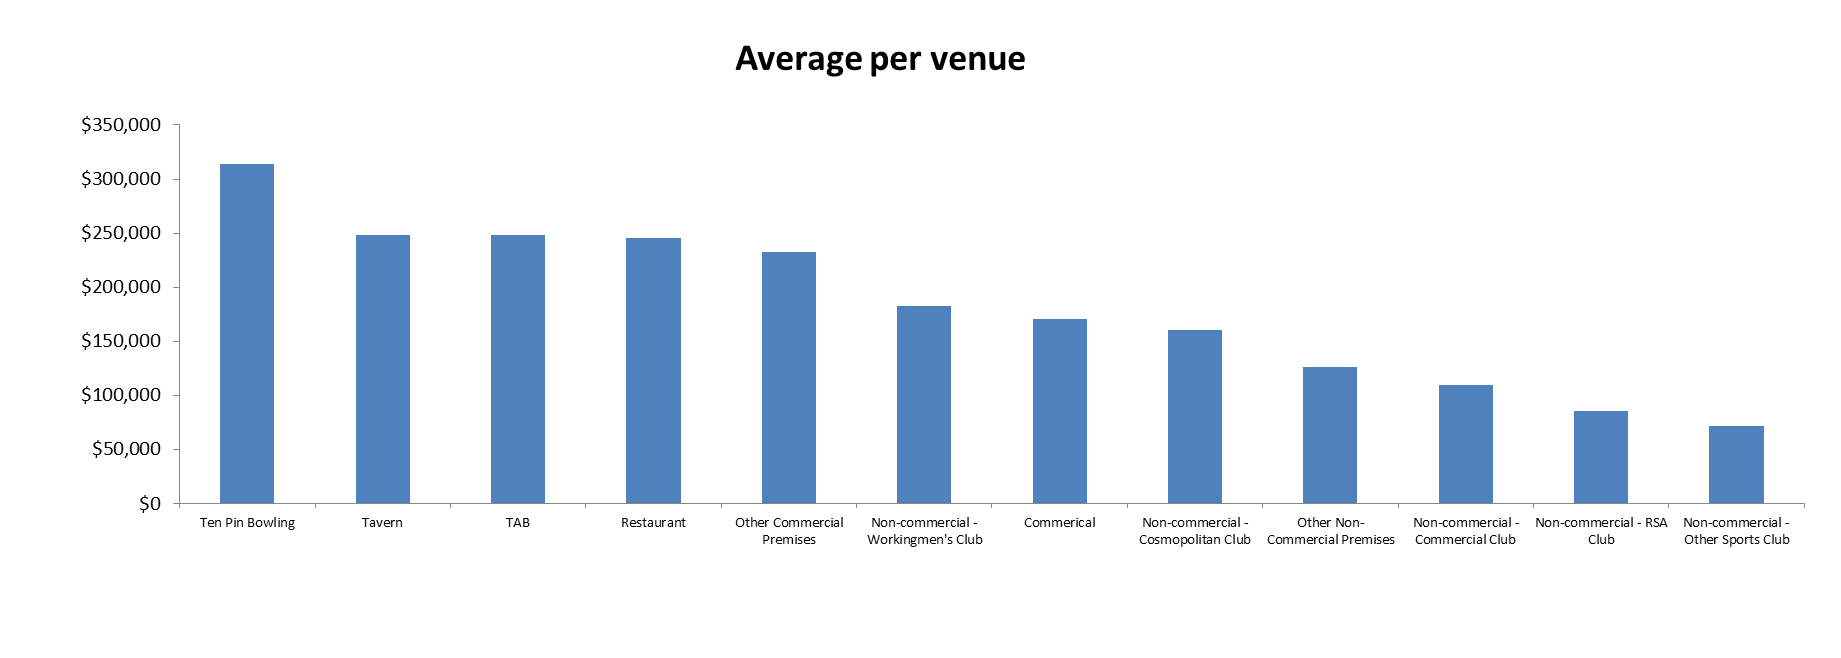 Average per venue
$350,000
$300,000
$250,000
$200,000
$150,000
$100,000
$50,000
$0
Ten Pin Bowling
Tavern
TAB
Restaurant
Other Commercial
Premises
Non-commercial -
Workingmen's Club
Commerical
Non-commercial -
Cosmopolitan Club
Other Non-
Commercial Premises
Non-commercial -
Commercial Club
Non-commercial - RSA
Club
Non-commercial -
Other Sports Club